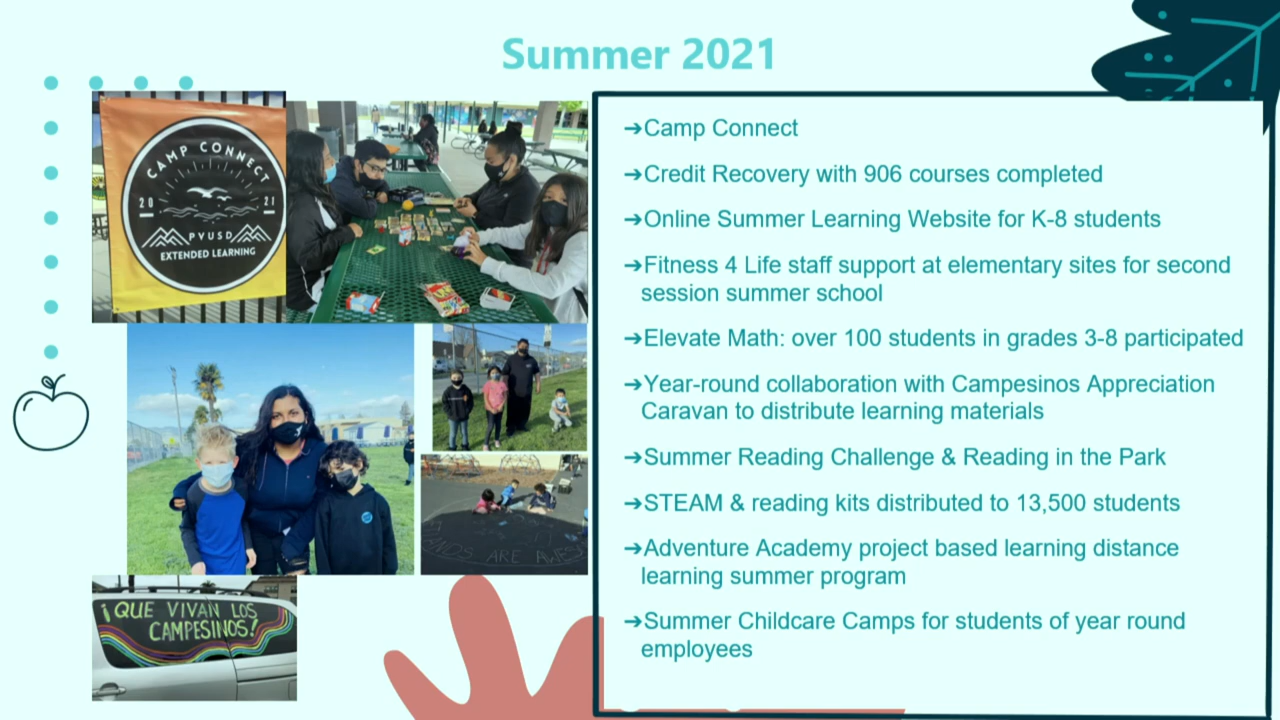 Summer 2021
CAMP CONNECT
20 21
PVUSD
EXTENDED LEARNING
➔Camp Connect
➔Credit Recovery with 906 courses completed
➔Online Summer Learning Website for K-8 students
➔Fitness 4 Life staff support at elementary sites for second
session summer school
➔Elevate Math: over 100 students in grades 3-8 participated
➔Year-round collaboration with Campesinos Appreciation
Caravan to distribute learning materials
➔Summer Reading Challenge & Reading in the Park
➔STEAM & reading kits distributed to 13,500 students
➔Adventure Academy project based learning distance
learning summer program
➔Summer Childcare Camps for students of year round
employees
ARE
¡QUE VIVAN LOS
CAMPESINOS!